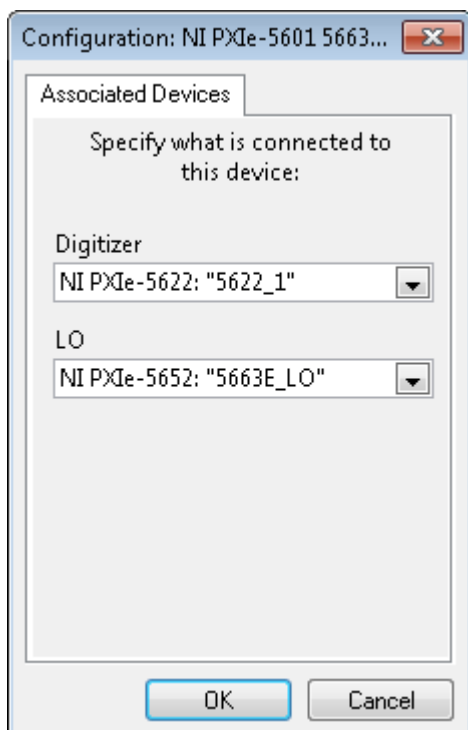 Configuration: NI PXIe-5601 5663...
Associated Devices
Specify what is connected to
this device:
Digitizer
NI PXIe-5622: "5622_1"
LO
NI PXIe-5652: "5663E_LO"
OK
Cancel